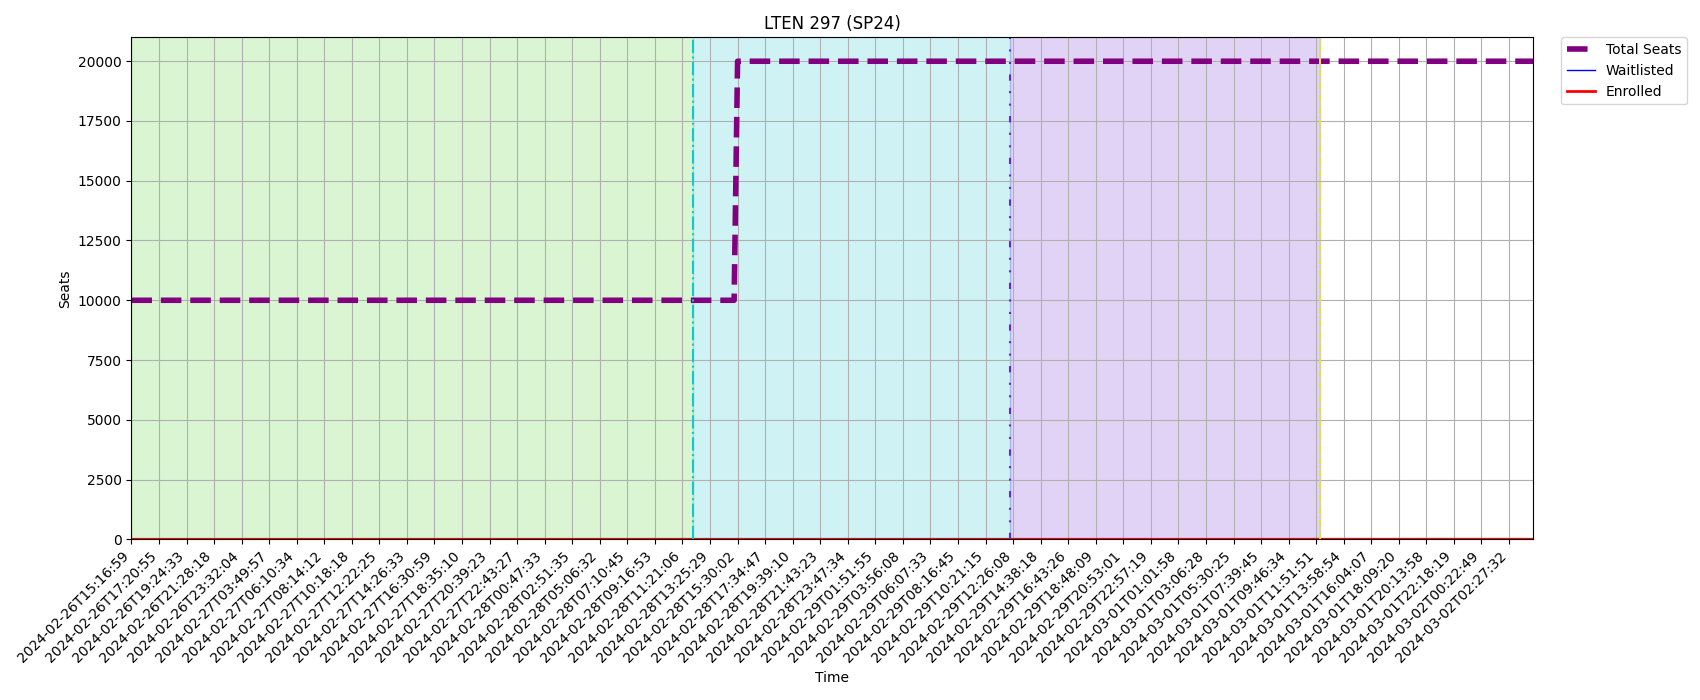 LTEN 297 (SP24)
Total Seats
Waitlisted
Enrolled
20000
17500
15000
12500
10000
7500
5000
2500
0
Seats
2024-02-26T15:16:59
2024-02-26T17:20:55
2024-02-26T19:24:33
2024-02-26T21:28:18
2024-02-26T23:32:04
2024-02-27T03:49:57
2024-02-27T06:10:34
2024-02-27T08:14:12
2024-02-27T10:18:18
2024-02-27T12:22:25
2024-02-27T14:26:33
2024-02-27T16:30:59
2024-02-27T18:35:10
2024-02-27T20:39:23
2024-02-27T22:43:27
2024-02-28T00:47:33
2024-02-28T02:51:35
2024-02-28T05:06:32
2024-02-28T07:10:45
2024-02-28T09:16:53
2024-02-28T11:21:06
2024-02-28T13:25:29
2024-02-28T15:30:02
2024-02-28T17:34:47
2024-02-28T19:39:10
2024-02-28T21:43:23
2024-02-28T23:47:34
2024-02-29T01:51:55
2024-02-29T03:56:08
2024-02-29T06:07:33
2024-02-29T08:16:45
2024-02-29T10:21:15
2024-02-29T12:26:08
2024-02-29T14:38:18
2024-02-29T16:43:26
2024-02-29T18:48:09
2024-02-29T20:53:01
2024-02-29T22:57:19
2024-03-01T01:01:58
2024-03-01T03:06:28
2024-03-01T05:30:25
2024-03-01T07:39:45
2024-03-01T09:46:34
2024-03-01T11:51:51
2024-03-01T13:58:54
2024-03-01T16:04:07
2024-03-01T18:09:20
2024-03-01T20:13:58
2024-03-01T22:18:19
2024-03-02T00:22:49
2024-03-02T02:27:32
Time